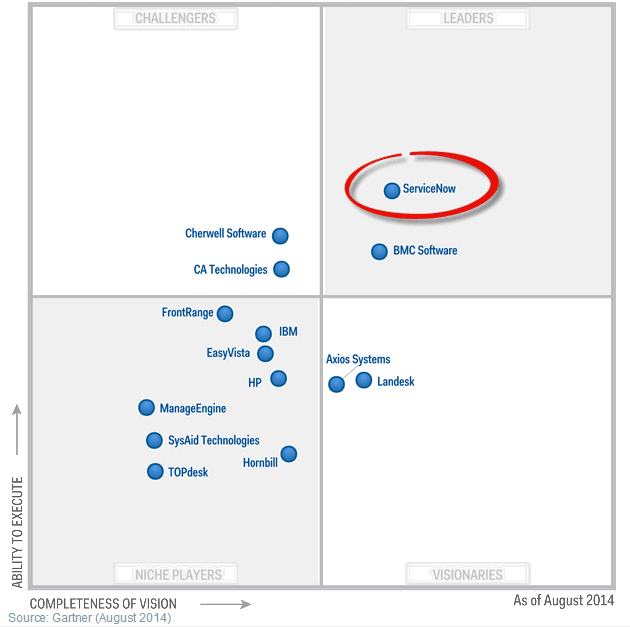 CHALLENGERS
LEADERS
ServiceNow
Cherwell Software
BMC Software
CA Technologies
FrontRange
IBM
EasyVista
Axios Systems
HP
Landesk
ManageEngine
SysAid Technologies
Hornbill
TOPdesk
ABILITY TO EXECUTE
NICHE PLAYERS
VISIONARIES
COMPLETENESS OF VISION
As of August 2014
Source: Gartner (August 2014)